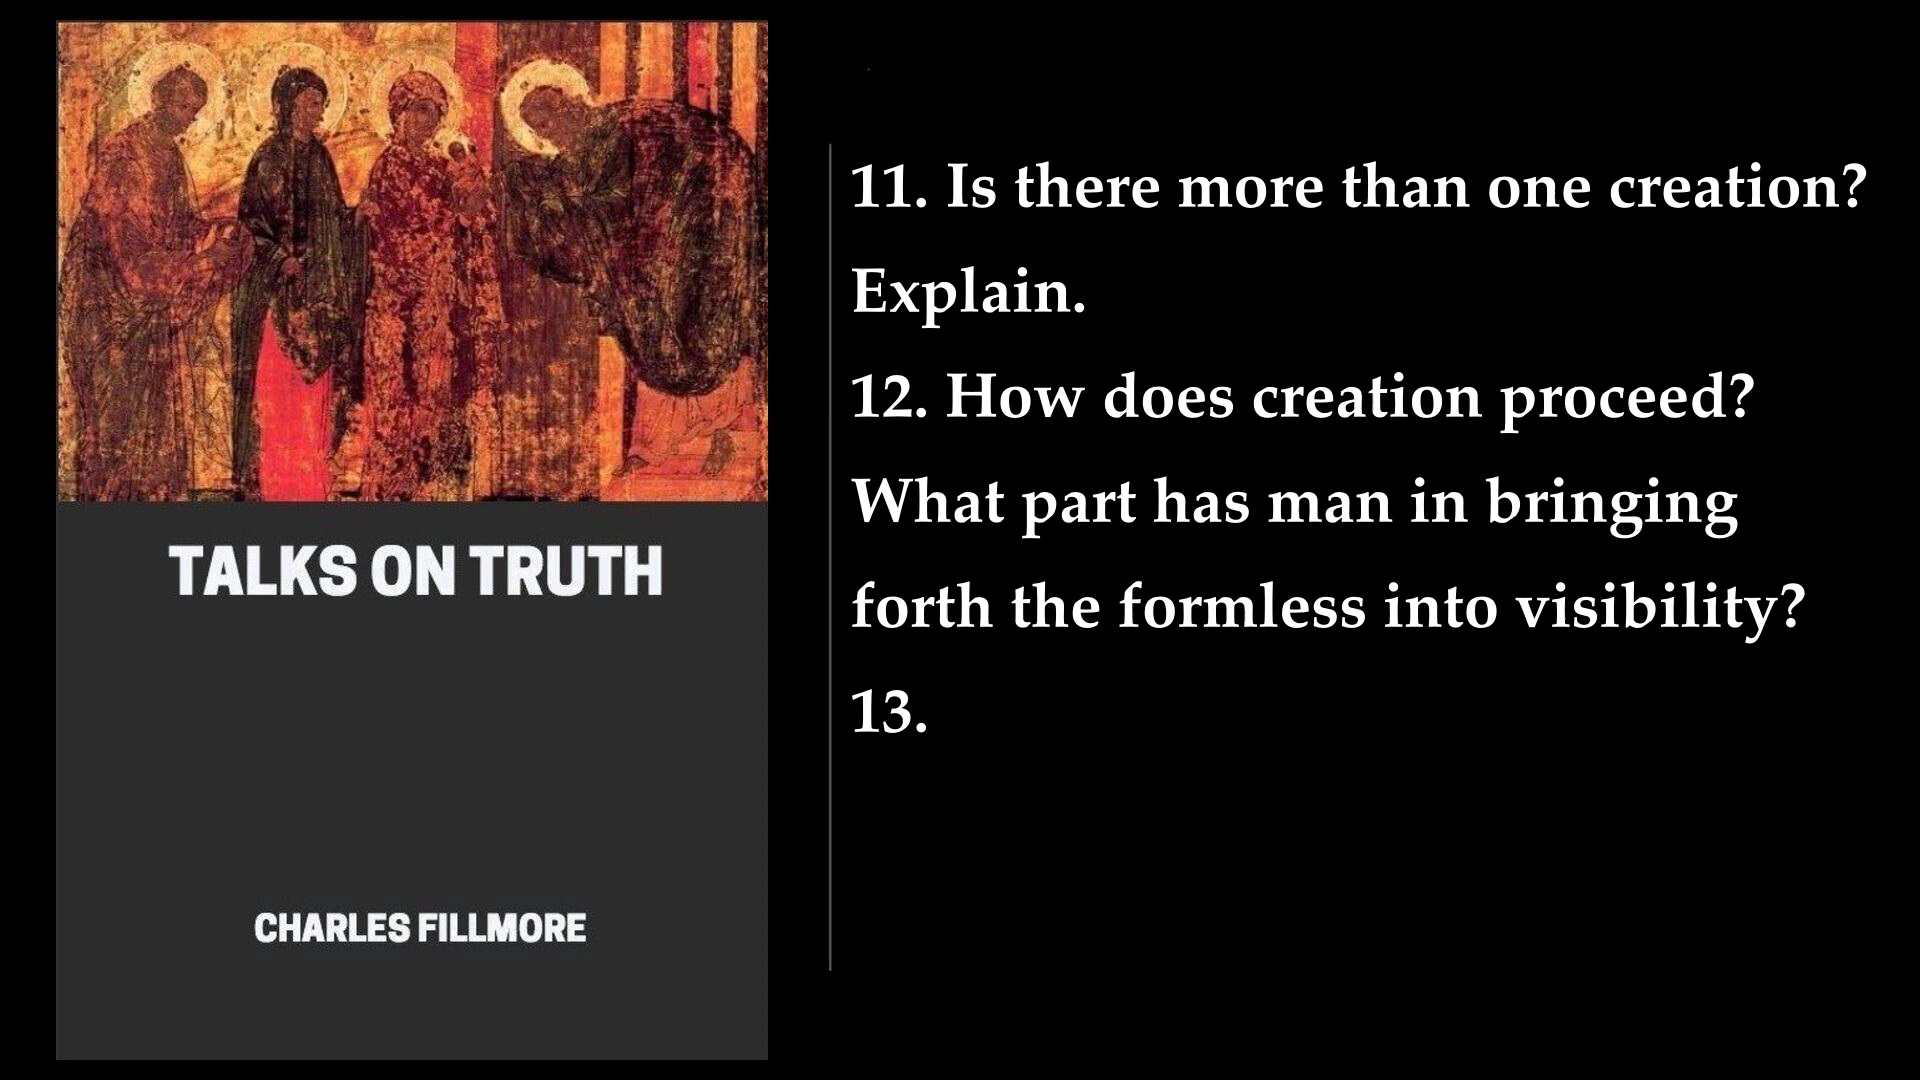 TALKS ON TRUTH
CHARLES FILLMORE
11. Is there more than one creation?
Explain.
12. How does creation proceed?
What part has man in bringing
forth the formless into visibility?
13.